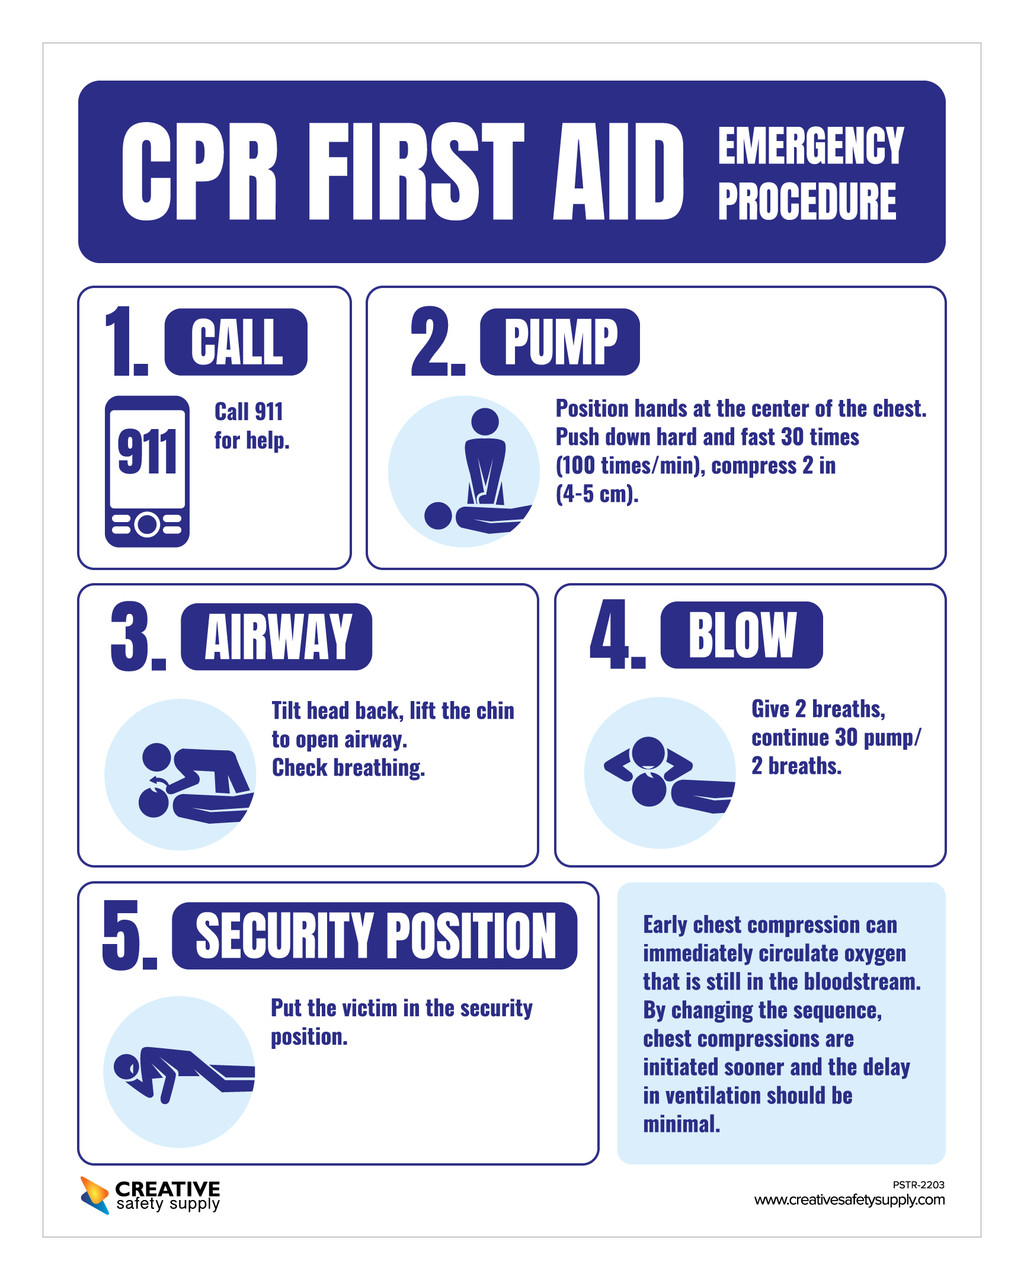 CPR FIRST AID
EMERGENCY
PROCEDURE
1. CALL
911
Call 911
for help.
2. PUMP
Position hands at the center of the chest.
Push down hard and fast 30 times
(100 times/min), compress 2 in
(4-5 cm).
3. AIRWAY
Tilt head back, lift the chin
to open airway.
Check breathing.
4. BLOW
Give 2 breaths,
continue 30 pump/
2 breaths.
5. SECURITY POSITION
Put the victim in the security
position.
Early chest compression can
immediately circulate oxygen
that is still in the bloodstream.
By changing the sequence,
chest compressions are
initiated sooner and the delay
in ventilation should be
minimal.
CREATIVE
safety supply
PSTR-2203
www.creativesafetysupply.com